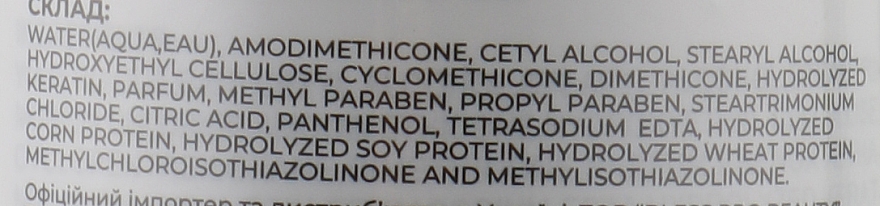 СКЛАД:
WATER(AQUA,EAU), AMODIMETHICONE, CETYL ALCOHOL, STEARYL ALCOHOL,
HYDROXYETHYL CELLULOSE, CYCLOMETHICONE, DIMETHICONE, HYDROLYZED
KERATIN, PARFUM, METHYL PARABEN, PROPYL PARABEN, STEARTRIMONIUM
CHLORIDE, CITRIC ACID, PANTHENOL, TETRASODIUM EDTA, HYDROLYZED
CORN PROTEIN, HYDROLYZED SOY PROTEIN, HYDROLYZED WHEAT PROTEIN,
METHYLCHLOROISOTHIAZOLINONE AND METHYLISOTHIAZOLINONE.
Офіційний імпортер та